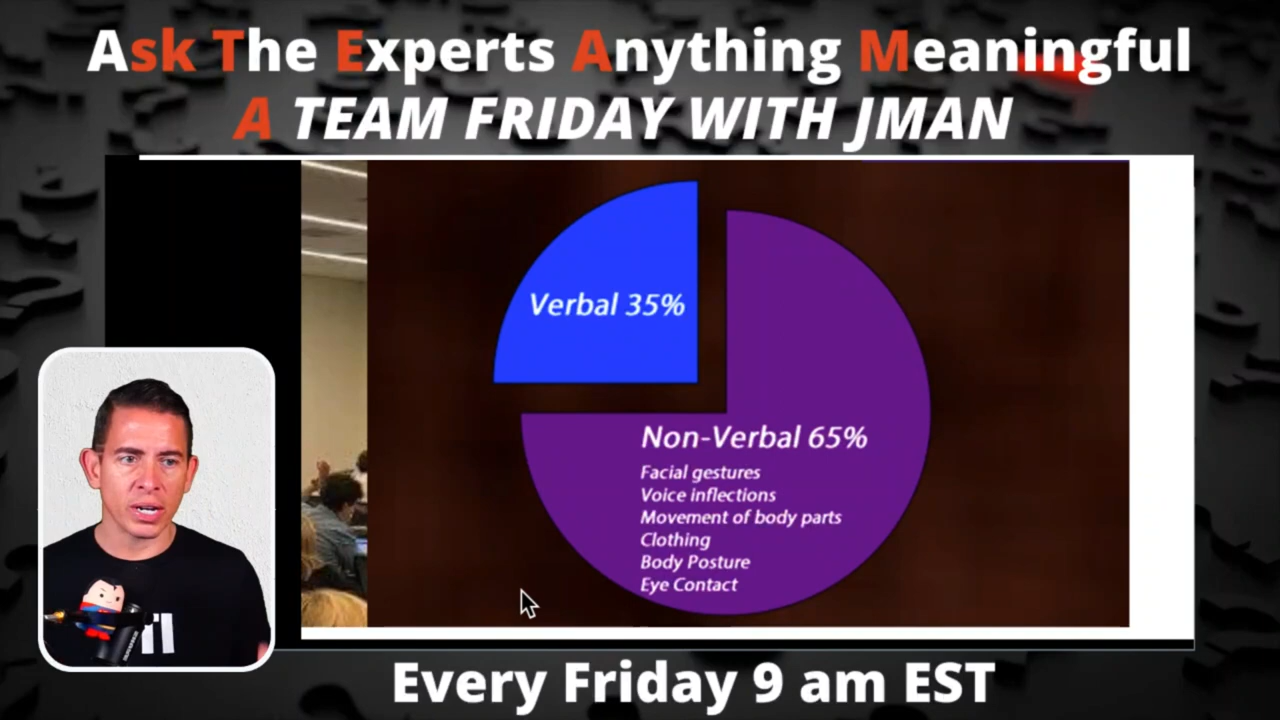 Ask The Experts Anything Meaningful
A TEAM FRIDAY WITH JMAN
Verbal 35%
Non-Verbal 65%
Facial gestures
Voice inflections
Movement of body parts
Clothing
Body Posture
Eye Contact
Every Friday 9 am EST